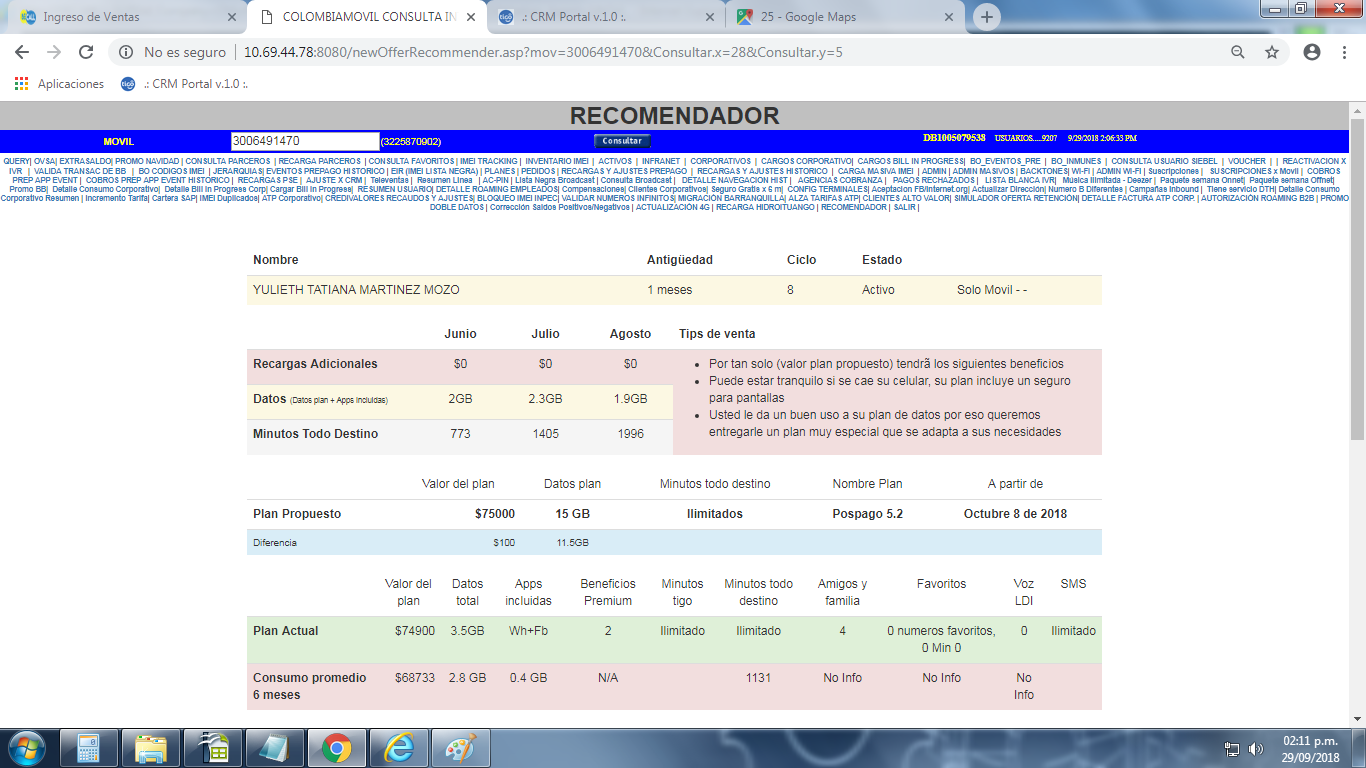 Ingreso de Ventas
COLOMBIAMOVIL CONSULTA IN
.: CRM Portal v.1.0 :.
25 - Google Maps
No es seguro | 10.69.44.78:8080/newOfferRecommender.asp?mov=3006491470&Consultar.x=28&Consultar.y=5
Aplicaciones .: CRM Portal v.1.0 :.
RECOMENDADOR
MOVIL 3006491470 (3225870902) Consultar DB1005079538 USUARIOS.....9207 9/29/2018 2:06:33 PM
QUERY| OVSA| EXTRASALDO| PROMO NAVIDAD | CONSULTA PARCEROS | RECARGA PARCEROS | CONSULTA FAVORITOS | IMEI TRACKING | INVENTARIO IMEI | ACTIVOS | INFRANET | CORPORATIVOS | CARGOS CORPORATIVO| CARGOS BILL IN PROGRESS| BO_EVENTOS_PRE | BO_INMUNES | CONSULTA USUARIO SIEBEL | VOUCHER | | REACTIVACION X
IVR | VALIDA TRANSAC DE BB | BO CODIGOS IMEI | JERARQUIAS| EVENTOS PREPAGO HISTORICO | EIR (IMEI LISTA NEGRA) | PLANES | PEDIDOS | RECARGAS Y AJUSTES PREPAGO | RECARGAS Y AJUSTES HISTORICO | CARGA MASIVA IMEI | ADMIN | ADMIN MASIVOS | BACKTONES| WI-FI | ADMIN WI-FI | Suscripciones | SUSCRIPCIONES x Movil | COBROS
PREP APP EVENT | COBROS PREP APP EVENT HISTORICO | RECARGAS PSE | AJUSTE X CRM | Televentas | Resumen Linea | AC-PIN | Lista Negra Broadcast | Consulta Broadcast | DETALLE NAVEGACION HIST | AGENCIAS COBRANZA | PAGOS RECHAZADOS | LISTA BLANCA IVR| Música Ilimitada - Deezer | Paquete semana Onnet| Paquete semana Offnet|
Promo BB| Detalle Consumo Corporativo| Detalle Bill In Progress Corp| Cargar Bill In Progress| RESUMEN USUARIO| DETALLE ROAMING EMPLEADOS| Compensaciones| Clientes Corporativos| Seguro Gratis x 6 m| CONFIG TERMINALES| Aceptacion FB/Internet.org| Actualizar Dirección| Numero B Diferentes | Campañas Inbound | Tiene servicio DTH| Detalle Consumo
Corporativo Resumen | Incremento Tarifa| Cartera SAP| IMEI Duplicados| ATP Corporativo| CREDIVALORES RECAUDOS Y AJUSTES| BLOQUEO IMEI INPEC| VALIDAR NUMEROS INFINITOS| MIGRACIÓN BARRANQUILLA| ALZA TARIFAS ATP| CLIENTES ALTO VALOR| SIMULADOR OFERTA RETENCIÓN| DETALLE FACTURA ATP CORP. | AUTORIZACIÓN ROAMING B2B | PROMO
DOBLE DATOS | Corrección Saldos Positivos/Negativos | ACTUALIZACIÓN 4G | RECARGA HIDROITUANGO | RECOMENDADOR | SALIR |
Nombre Antigüedad Ciclo Estado
YULIETH TATIANA MARTINEZ MOZO 1 meses 8 Activo Solo Movil - -
Junio Julio Agosto Tips de venta
Recargas Adicionales $0 $0 $0
Datos (Datos plan + Apps incluidas) 2GB 2.3GB 1.9GB
Minutos Todo Destino 773 1405 1996
• Por tan solo (valor plan propuesto) tendrã los siguientes beneficios
• Puede estar tranquilo si se cae su celular, su plan incluye un seguro
para pantallas
• Usted le da un buen uso a su plan de datos por eso queremos
entregarle un plan muy especial que se adapta a sus necesidades
Valor del plan Datos plan Minutos todo destino Nombre Plan A partir de
Plan Propuesto $75000 15 GB Ilimitados Pospago 5.2 Octubre 8 de 2018
Diferencia $100 11.5GB
Valor del plan Datos total Apps incluidas Beneficios Premium Minutos tigo Minutos todo destino Amigos y familia Favoritos Voz LDI SMS
Plan Actual $74900 3.5GB Wh+Fb 2 Ilimitado Ilimitado 4 0 numeros favoritos, 0 Min 0 0 Ilimitado
Consumo promedio 6 meses $68733 2.8 GB 0.4 GB N/A 1131 No Info No Info No Info
02:11 p.m.
29/09/2018